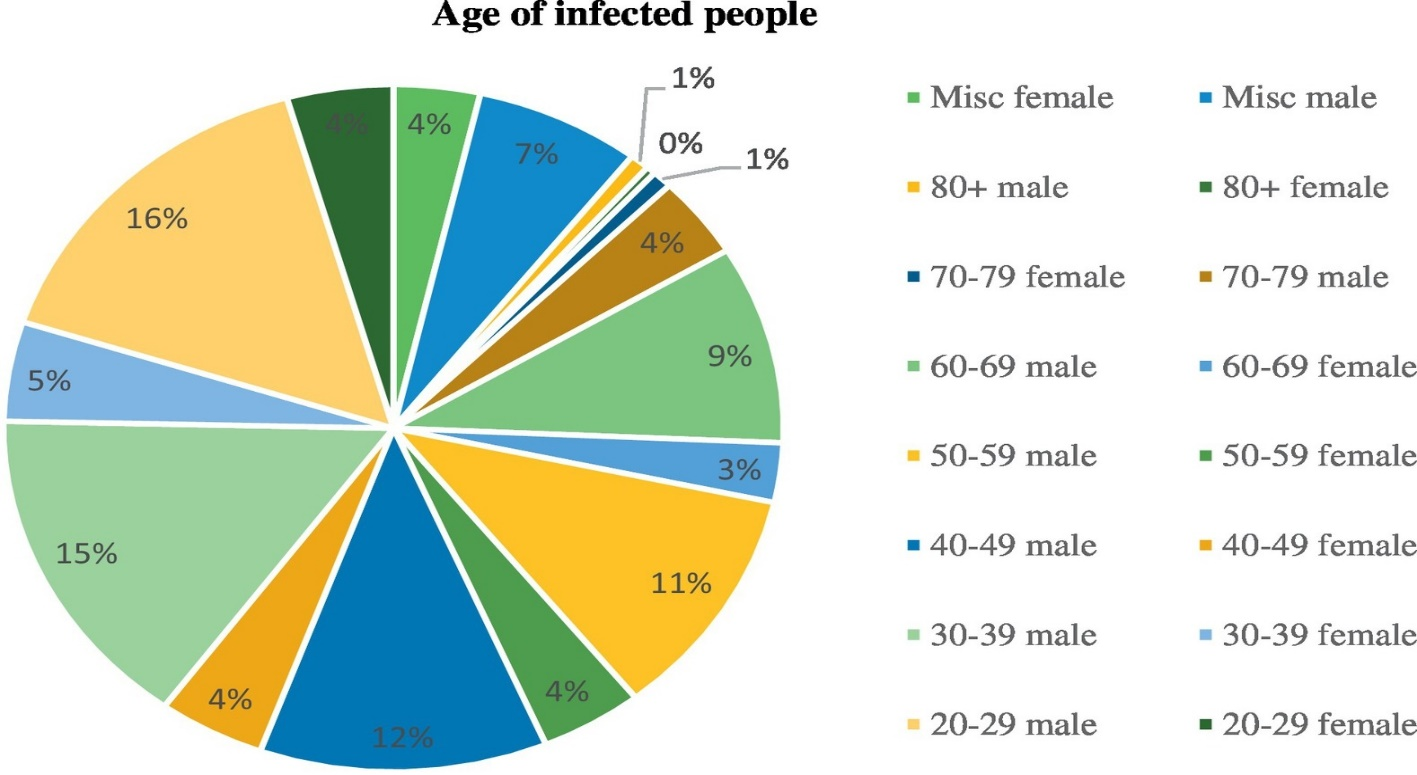 Age of infected people
1%
4%
4%
7%
0%
1%
16%
4%
9%
5%
3%
15%
11%
4%
4%
12%
Misc female
Misc male
80+ male
80+ female
70-79 female
70-79 male
60-69 male
60-69 female
50-59 male
50-59 female
40-49 male
40-49 female
30-39 male
30-39 female
20-29 male
20-29 female